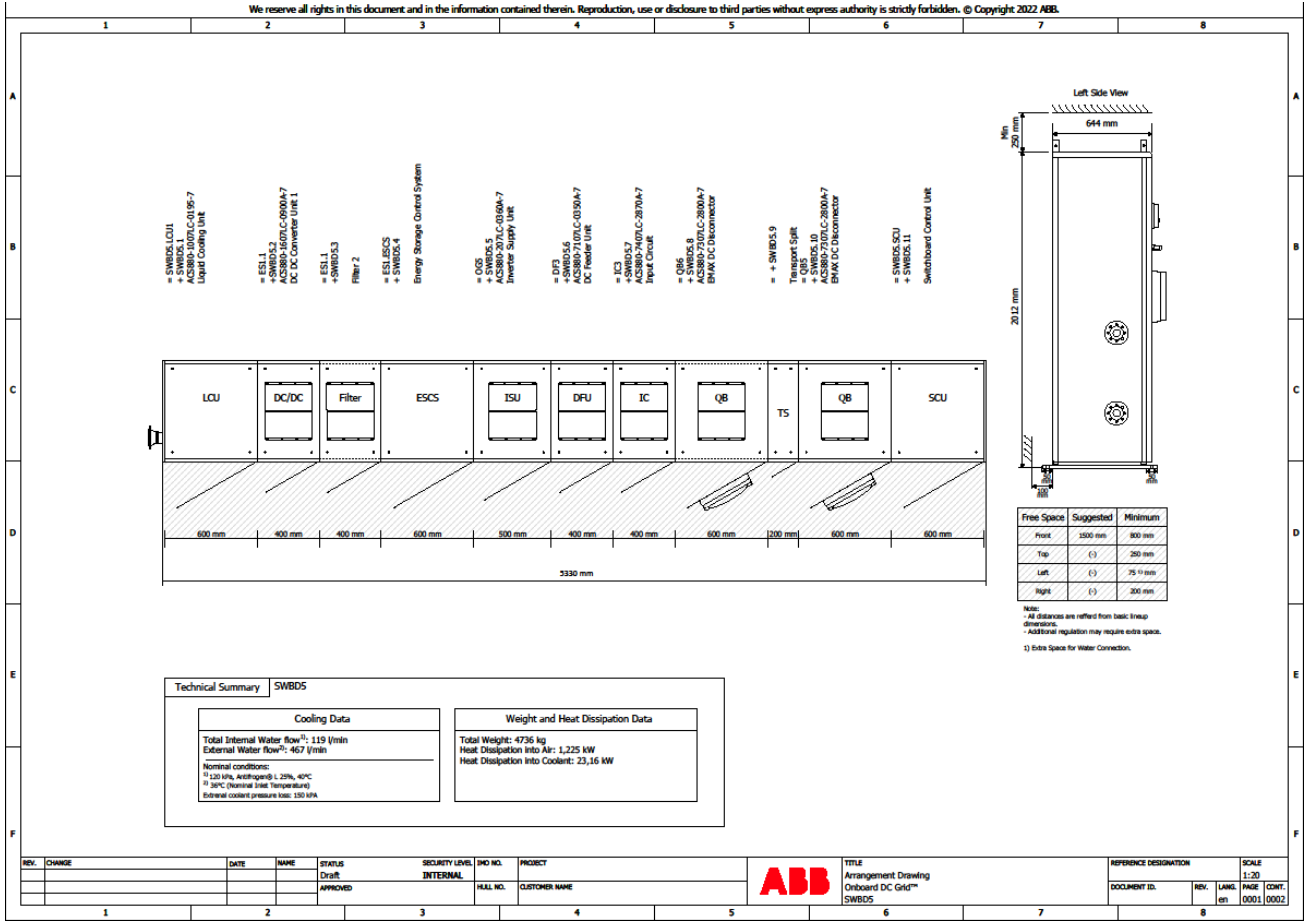 We reserve all rights in this document and in the information contained therein. Reproduction, use or disclosure to third parties without express authority is strictly forbidden. © Copyright 2022 ABB.
1 2 3 4 5 6 7 8
A
B
C
D
E
F
A
B
C
D
E
F
= SWBD5.LCU1
+ SWBD5.1
ACS880-1007LC-0195-7
Liquid Cooling Unit
= ES1.1
+SWBD5.2
ACS880-1607LC-0900A-7
DC DC Converter Unit 1
= ES1.1
+SWBD5.3
Filter 2
= ES1.ESCS
+ SWBD5.4
Energy Storage Control System
= OG5
+ SWBD5.5
ACS880-207LC-0360A-7
Inverter Supply Unit
= DF3
+SWBD5.6
ACS880-7107LC-0350A-7
DC Feeder Unit
= IC3
+SWBD5.7
ACS880-7407LC-2870A-7
Input Circuit
= QB6
+ SWBD5.8
ACS880-7307LC-2800A-7
EMAX DC Disconnector
= + SWBD5.9
Transport Split
= QB5
+ SWBD5.10
ACS880-7307LC-2800A-7
EMAX DC Disconnector
= SWBD5.SCU
+ SWBD5.11
Switchboard Control Unit
LCU DC/DC Filter ESCS ISU DFU IC QB TS QB SCU
600 mm 400 mm 400 mm 600 mm 500 mm 400 mm 400 mm 600 mm 200 mm 600 mm 600 mm
5330 mm
Left Side View
644 mm
Min
250 mm
2012 mm
50
mm
100
mm
50
mm
Free Space Suggested Minimum
Front 1500 mm 800 mm
Top (-) 250 mm
Left (-) 75 ¹⁾ mm
Right (-) 200 mm
Note:
- All distances are refferd from basic lineup
dimensions.
- Additional regulation may require extra space.
1) Extra Space for Water Connection.
Technical Summary SWBD5
Cooling Data
Total Internal Water flow¹⁾: 119 l/min
External Water flow²⁾: 467 l/min
Nominal conditions:
¹⁾ 120 kPa, Antifrogen® L 25%, 40°C
²⁾ 36°C (Nominal Inlet Temperature)
Extrenal coolant pressure loss: 150 kPA
Weight and Heat Dissipation Data
Total Weight: 4736 kg
Heat Dissipation into Air: 1,225 kW
Heat Dissipation into Coolant: 23,16 kW
REV. CHANGE DATE NAME
STATUS
Draft
APPROVED
SECURITY LEVEL
INTERNAL
IMO NO.
HULL NO.
PROJECT
CUSTOMER NAME
ABB
TITLE
Arrangement Drawing
Onboard DC Grid™
SWBD5
REFERENCE DESIGNATION
SCALE
1:20
DOCUMENT ID. REV. LANG. PAGE CONT.
en 0001 0002
1 2 3 4 5 6 7 8